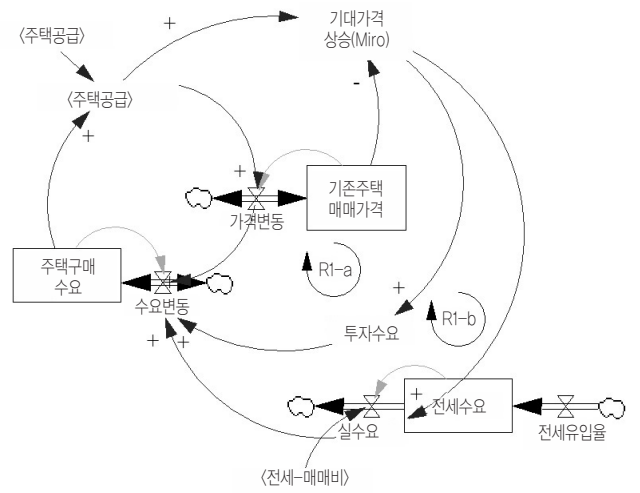 +
기대가격
상승(Miro)
〈주택공급〉
〈주택공급〉
-
+
+
기존주택
매매가격
가격변동
주택구매
수요
R1-a
수요변동
+
R1-b
투자수요
+
+
+
전세수요
실수요
전세유입율
〈전세-매매비〉